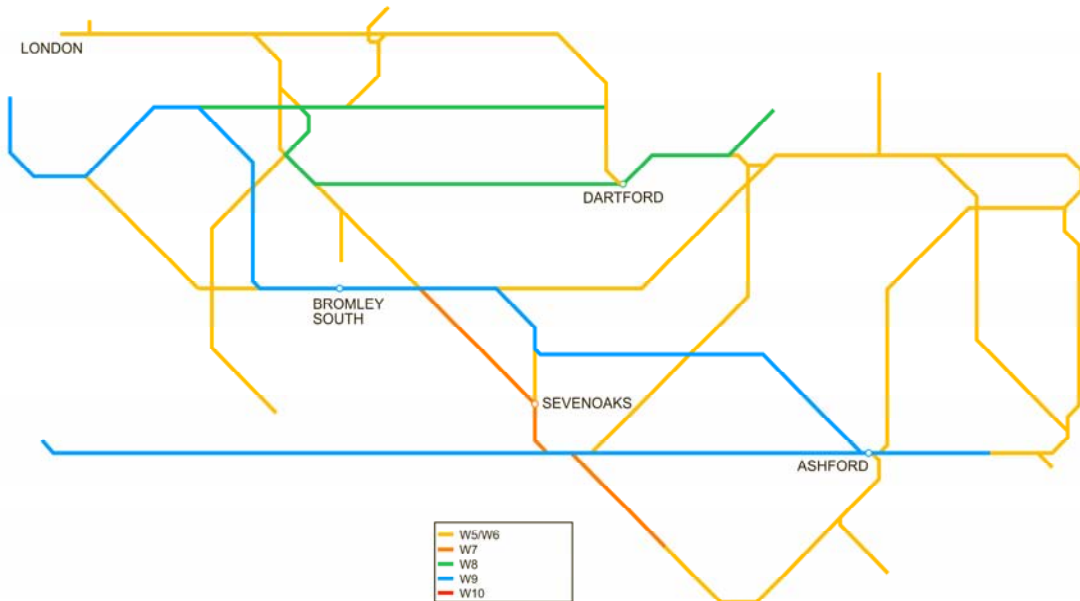 LONDON
DARTFORD
BROMLEY
SOUTH
SEVENOAKS
ASHFORD
W5/W6
W7
W8
W9
W10